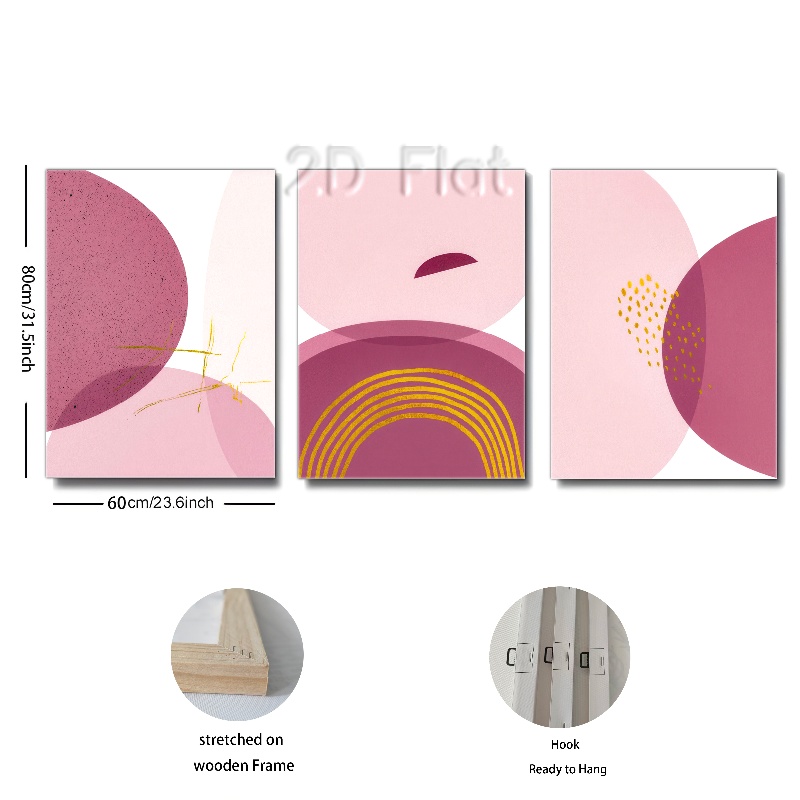 2D Flat
80cm/31.5inch
60cm/23.6inch
stretched on
wooden Frame
Hook
Ready to Hang